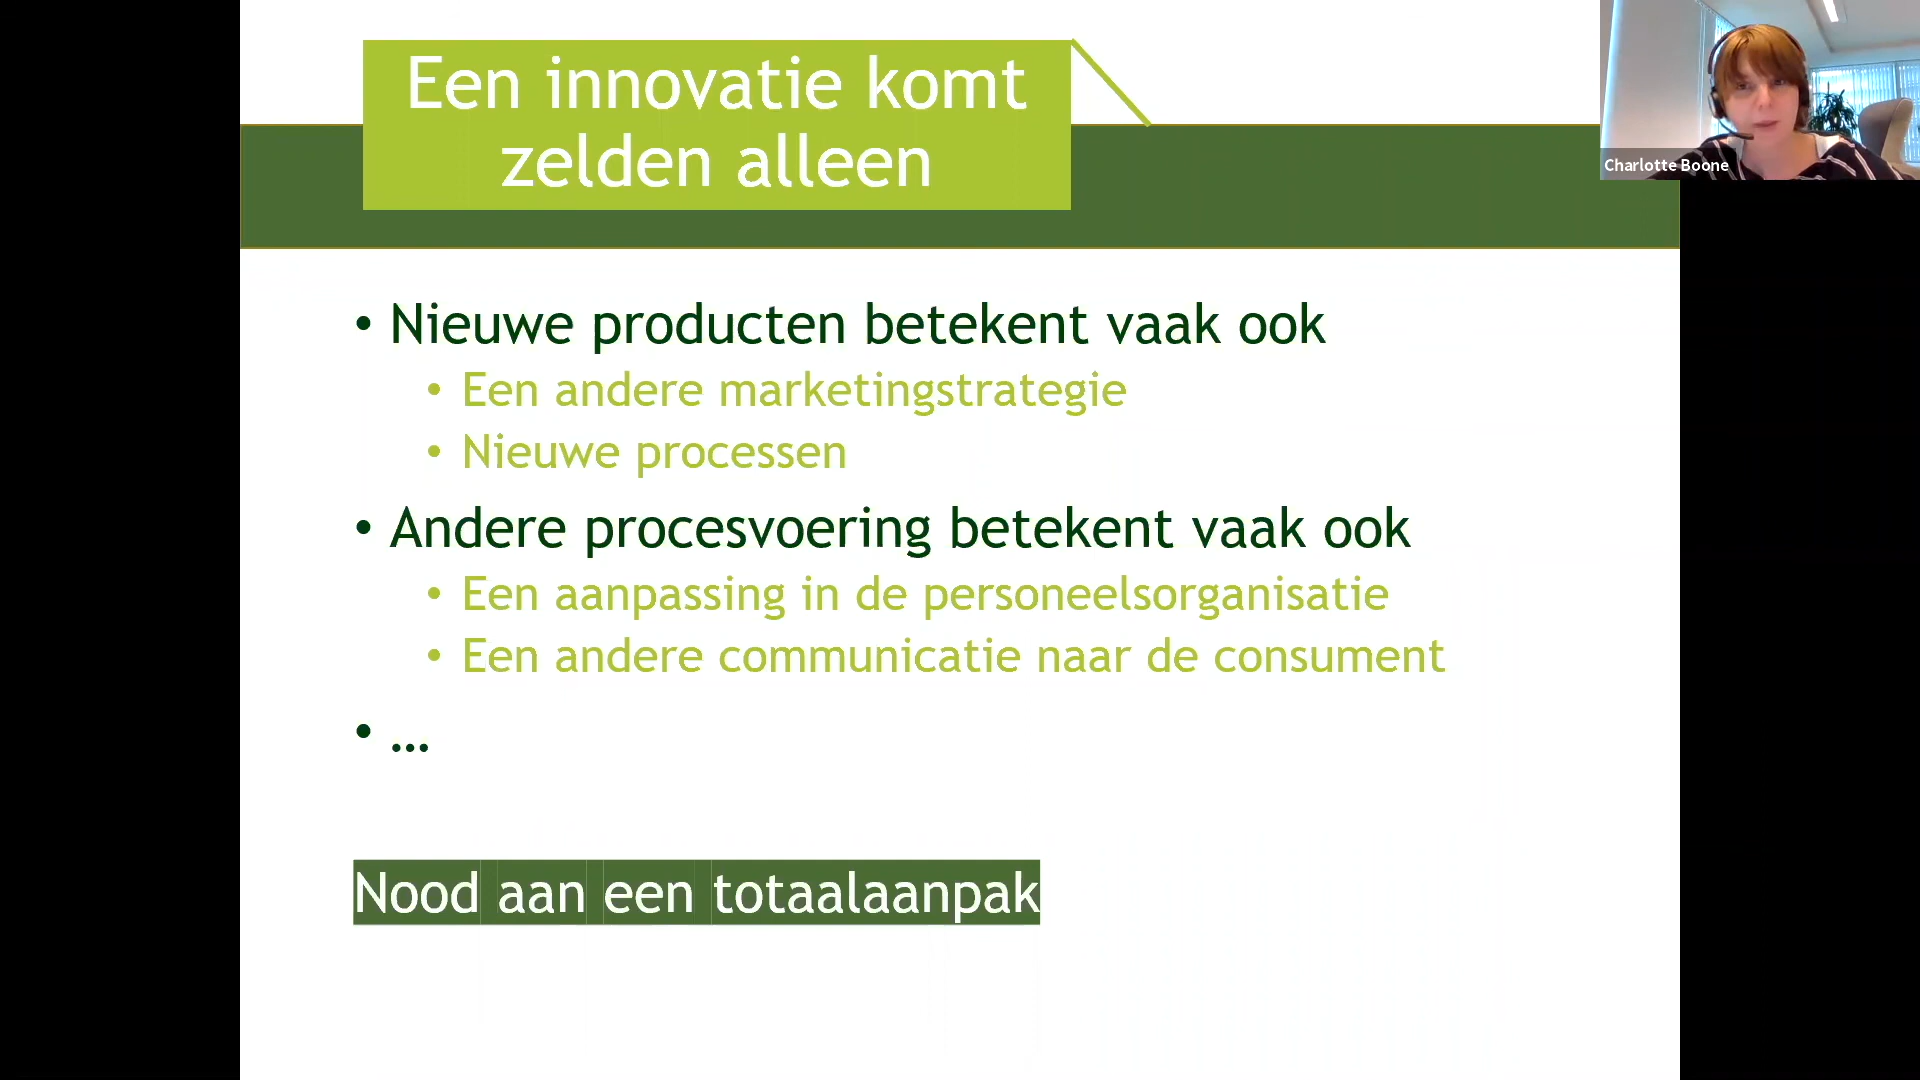 Een innovatie komt
zelden alleen
Charlotte Boone
• Nieuwe producten betekent vaak ook
• Een andere marketingstrategie
• Nieuwe processen
• Andere procesvoering betekent vaak ook
• Een aanpassing in de personeelsorganisatie
• Een andere communicatie naar de consument
• …
Nood aan een totaalaanpak